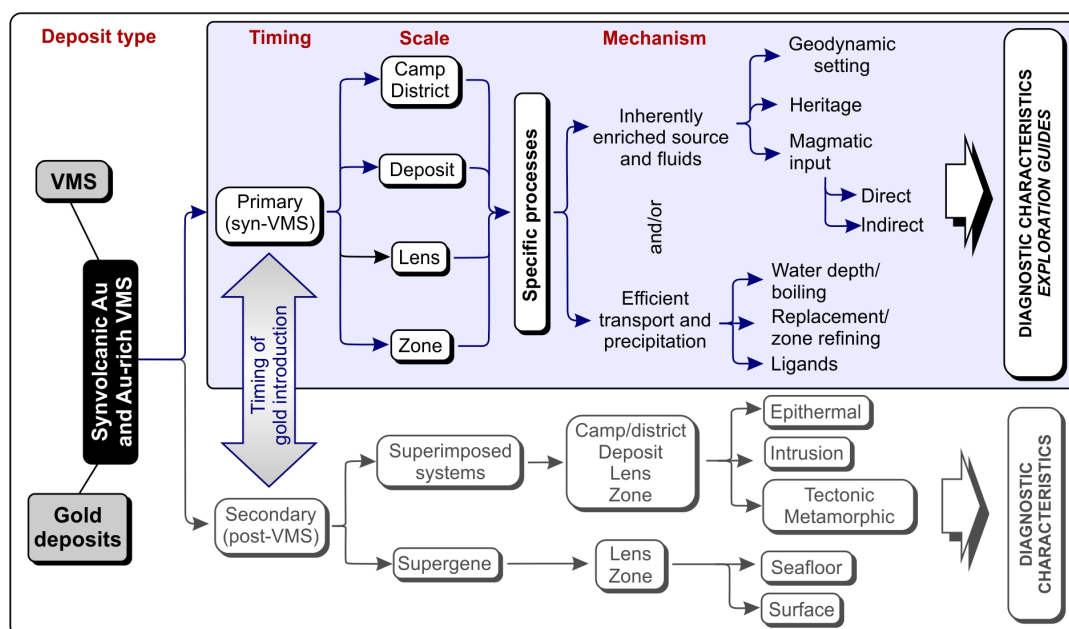 Deposit type
Timing
Scale
Mechanism
VMS
Synvolcanic Au
and Au-rich VMS
Gold
deposits
Primary
(syn-VMS)
Timing of
gold introduction
Secondary
(post-VMS)
Camp
District
Deposit
Lens
Zone
Specific processes
Inherently
enriched source
and fluids
and/or
Efficient
transport and
precipitation
Geodynamic
setting
Heritage
Magmatic
input
Direct
Indirect
Water depth/
boiling
Replacement/
zone refining
Ligands
DIAGNOSTIC CHARACTERISTICS
EXPLORATION GUIDES
Superimposed
systems
Camp/district
Deposit
Lens
Zone
Epithermal
Intrusion
Tectonic
Metamorphic
Supergene
Lens
Zone
Seafloor
Surface
DIAGNOSTIC
CHARACTERISTICS